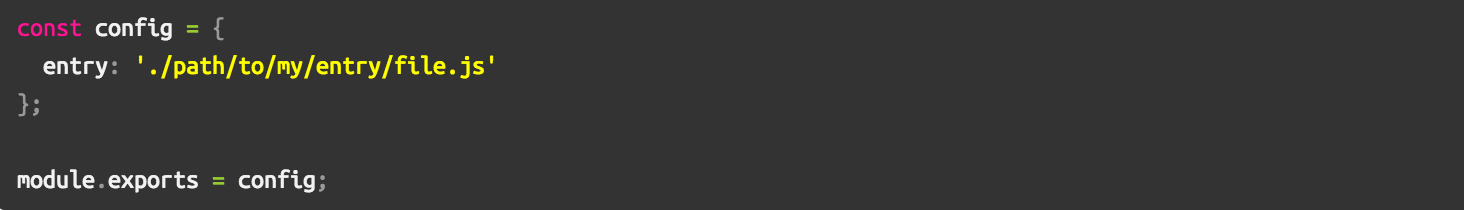 const config = {
  entry: './path/to/my/entry/file.js'
};

module.exports = config;